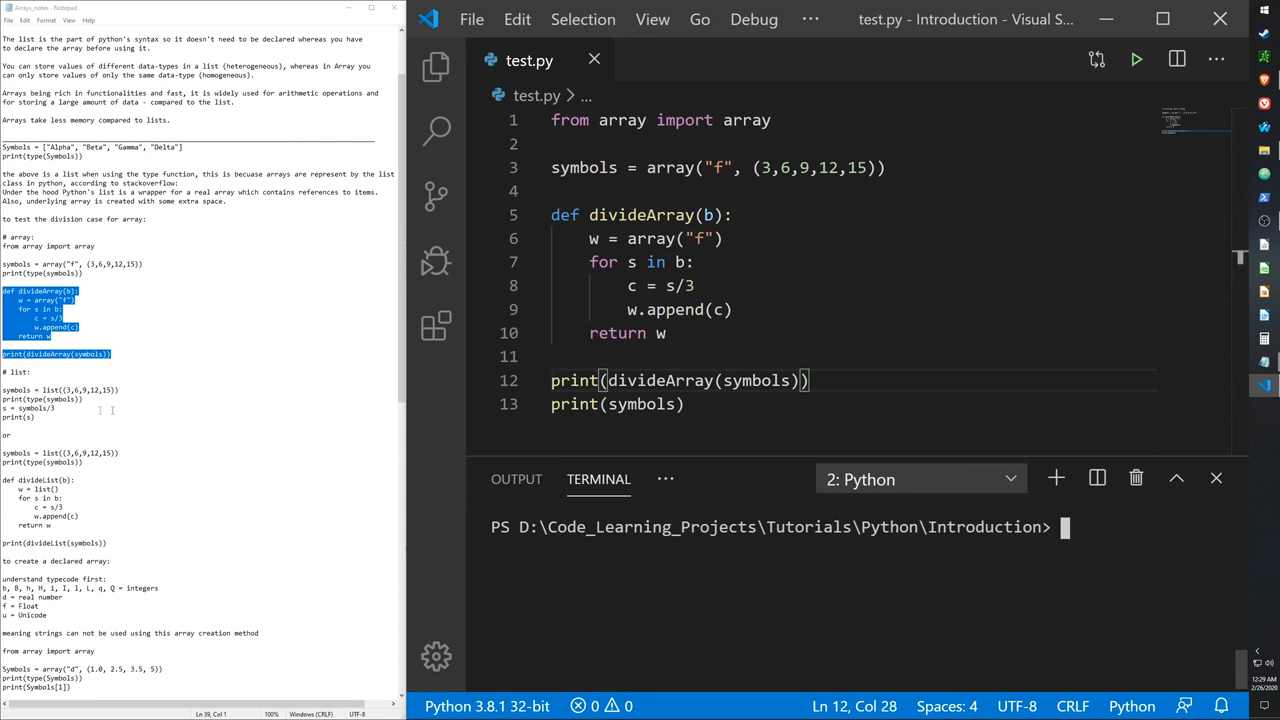 Arrays_notes - Notepad
File Edit Format View Help
The list is the part of python's syntax so it doesn't need to be declared whereas you have
to declare the array before using it.
You can store values of different data-types in a list (heterogeneous), whereas in Array you
can only store values of only the same data-type (homogeneous).
Arrays being rich in functionalities and fast, it is widely used for arithmetic operations and
for storing a large amount of data - compared to the list.
Arrays take less memory compared to lists.
Symbols = ["Alpha", "Beta", "Gamma", "Delta"]
print(type(Symbols))
the above is a list when using the type function, this is becuase arrays are represent by the list
class in python, according to stackoverflow:
Under the hood Python's list is a wrapper for a real array which contains references to items.
Also, underlying array is created with some extra space.
to test the division case for array:
# array:
from array import array
symbols = array("f", (3,6,9,12,15))
print(type(symbols))
def divideArray(b):
    w = array("f")
    for s in b:
        c = s/3
        w.append(c)
    return w
print(divideArray(symbols))
# list:
symbols = list((3,6,9,12,15))
print(type(symbols))
s = symbols/3
print(s)
or
symbols = list((3,6,9,12,15))
print(type(symbols))
def divideList(b):
    w = list()
    for s in b:
        c = s/3
        w.append(c)
    return w
print(divideList(symbols))
to create a declared array:
understand typecode first:
b, B, h, H, i, I, l, L, q, Q = integers
d = real number
f = Float
u = Unicode
meaning strings can not be used using this array creation method
from array import array
Symbols = array("d", (1.0, 2.5, 3.5, 5))
print(type(Symbols))
print(Symbols[1])
Ln 39, Col 1 100% Windows (CRLF) UTF-8
File Edit Selection View Go Debug ... test.py - Introduction - Visual S...
test.py
test.py > ...
1 from array import array
2
3 symbols = array("f", (3,6,9,12,15))
4
5 def divideArray(b):
6     w = array("f")
7     for s in b:
8         c = s/3
9         w.append(c)
10     return w
11
12 print(divideArray(symbols))
13 print(symbols)
OUTPUT TERMINAL ... 2: Python
PS D:\Code_Learning_Projects\Tutorials\Python\Introduction>
Python 3.8.1 32-bit 0 0 Ln 12, Col 28 Spaces: 4 UTF-8 CRLF Python
12:29 AM
2/26/2020